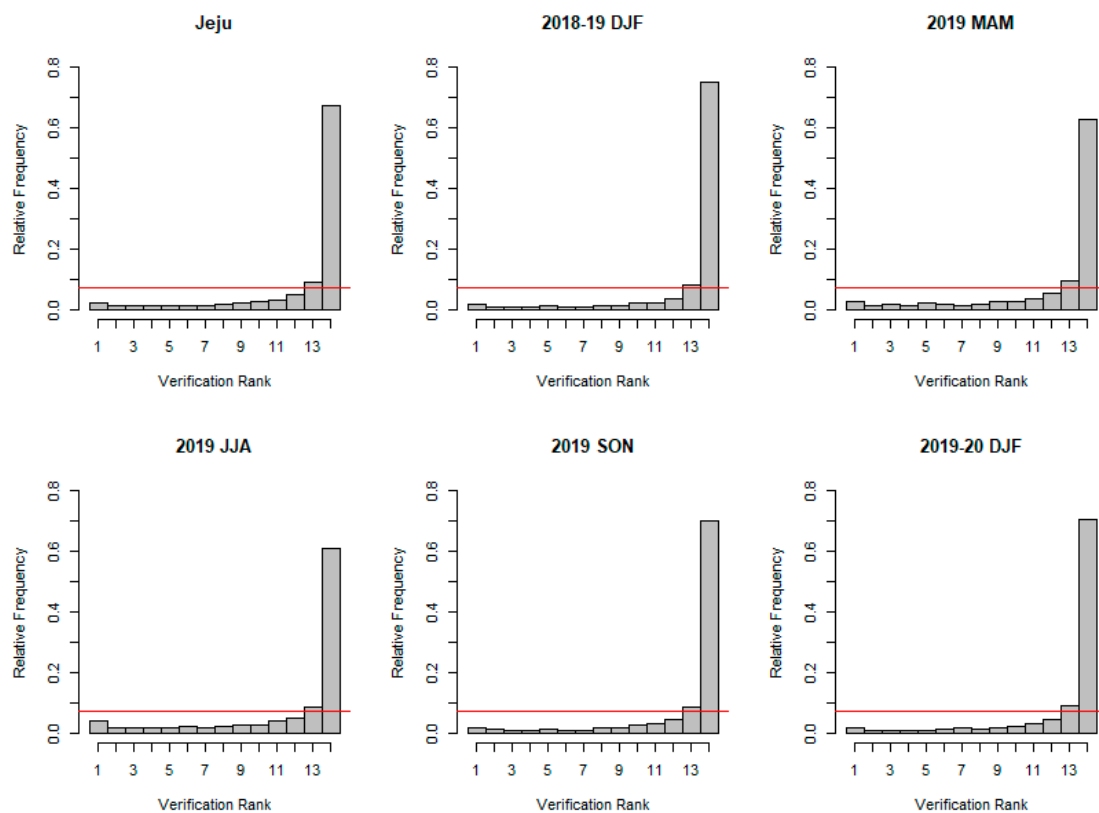 Jeju
0.8
0.6
0.4
0.2
0.0
Relative Frequency
1 3 5 7 9 11 13
Verification Rank
2018-19 DJF
0.8
0.6
0.4
0.2
0.0
Relative Frequency
1 3 5 7 9 11 13
Verification Rank
2019 MAM
0.8
0.6
0.4
0.2
0.0
Relative Frequency
1 3 5 7 9 11 13
Verification Rank
2019 JJA
0.8
0.6
0.4
0.2
0.0
Relative Frequency
1 3 5 7 9 11 13
Verification Rank
2019 SON
0.8
0.6
0.4
0.2
0.0
Relative Frequency
1 3 5 7 9 11 13
Verification Rank
2019-20 DJF
0.8
0.6
0.4
0.2
0.0
Relative Frequency
1 3 5 7 9 11 13
Verification Rank